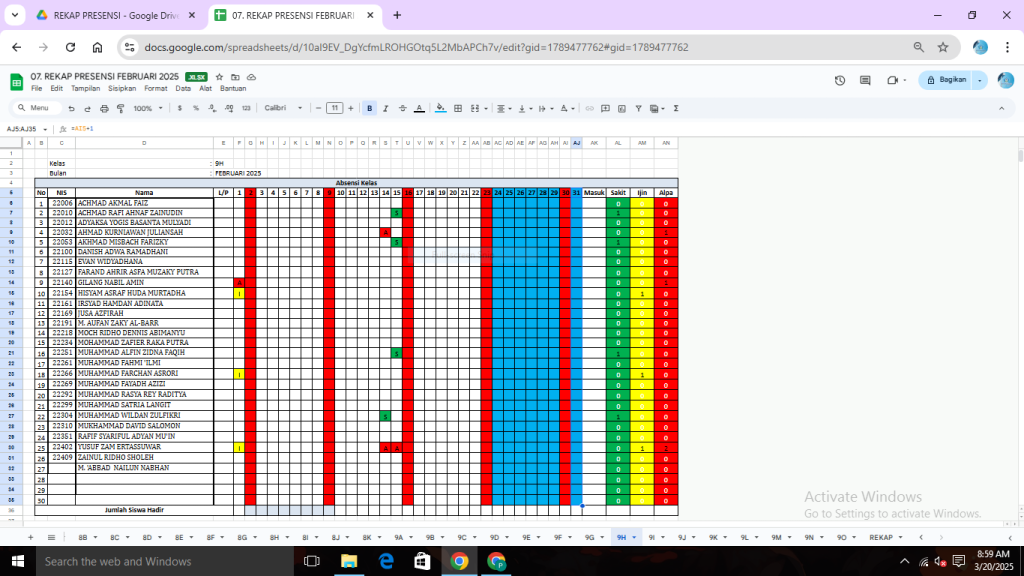 REKAP PRESENSI - Google Driv
07. REKAP PRESENSI FEBRUARI
docs.google.com/spreadsheets/d/10al9EV_DgYcfmLROHGOtq5L2MbAPCh7v/edit?gid=1789477762#gid=1789477762
07. REKAP PRESENSI FEBRUARI 2025 .XLSX
File Edit Tampilan Sisipkan Format Data Alat Bantuan
Bagikan
Menu 100% $ % .0 .00 123 Calibri 11 B I
AJ5:AJ35 fx =AI5+1
A B C D E F G H I J K L M N O P Q R S T U V W X Y Z AA AB AC AD AE AF AG AH AI AJ AK AL AM AN
Kelas : 9H
Bulan : FEBRUARI 2025
Absensi Kelas
No NIS Nama L/P 1 2 3 4 5 6 7 8 9 10 11 12 13 14 15 16 17 18 19 20 21 22 23 24 25 26 27 28 29 30 31 Masuk Sakit Ijin Alpa
1 22006 ACHMAD AKMAL FAIZ 0 0 0
2 22010 ACHMAD RAFI AHNAF ZAINUDIN S 1 0 0
3 22012 ADYAKSA YOGIS BASANTA MULYADI 0 0 0
4 22032 AHMAD KURNIAWAN JULIANSAH A 0 0 1
5 22053 AKHMAD MISBACH FARIZKY S 1 0 0
6 22100 DANISH ADWA RAMADHANI 0 0 0
7 22115 EVAN WIDYADHANA 0 0 0
8 22127 FARAND AHRIR ASFA MUZAKY PUTRA 0 0 0
9 22140 GILANG NABIL AMIN A 0 0 1
10 22154 HISYAM ASRAF HUDA MURTADHA I 0 1 0
11 22161 IRSYAD HAMDAN ADINATA 0 0 0
12 22169 JUSA AZFIRAH 0 0 0
13 22191 M. AUFAN ZAKY AL-BARR 0 0 0
14 22218 MOCH RIDHO DENNIS ABIMANYU 0 0 0
15 22234 MOHAMMAD ZAFIER RAKA PUTRA 0 0 0
16 22251 MUHAMMAD ALFIN ZIDNA FAQIH S 1 0 0
17 22261 MUHAMMAD FAHMI 'ILMI 0 0 0
18 22266 MUHAMMAD FARCHAN ASRORI I 0 1 0
19 22269 MUHAMMAD FAYADH AZIZI 0 0 0
20 22292 MUHAMMAD RASYA REY RADITYA 0 0 0
21 22299 MUHAMMAD SATRIA LANGIT 0 0 0
22 22304 MUHAMMAD WILDAN ZULFIKRI S 1 0 0
23 22310 MUKHAMMAD DAVID SALOMON 0 0 0
24 22351 RAFIF SYARIFUL ADYAN MU'IN 0 0 0
25 22402 YUSUF ZAM ERTASSUWAR I A A 0 1 2
26 22409 ZAINUL RIDHO SHOLEH 0 0 0
27 M. 'ABBAD NAILUN NABHAN 0 0 0
28 0 0 0
29 0 0 0
30 0 0 0
Jumlah Siswa Hadir
Activate Windows
Go to Settings to activate Windows.
8B 8C 8D 8E 8F 8G 8H 8I 8J 8K 9A 9B 9C 9D 9E 9F 9G 9H 9I 9J 9K 9L 9M 9N 9O REKAP
Search the web and Windows
8:59 AM
3/20/2025